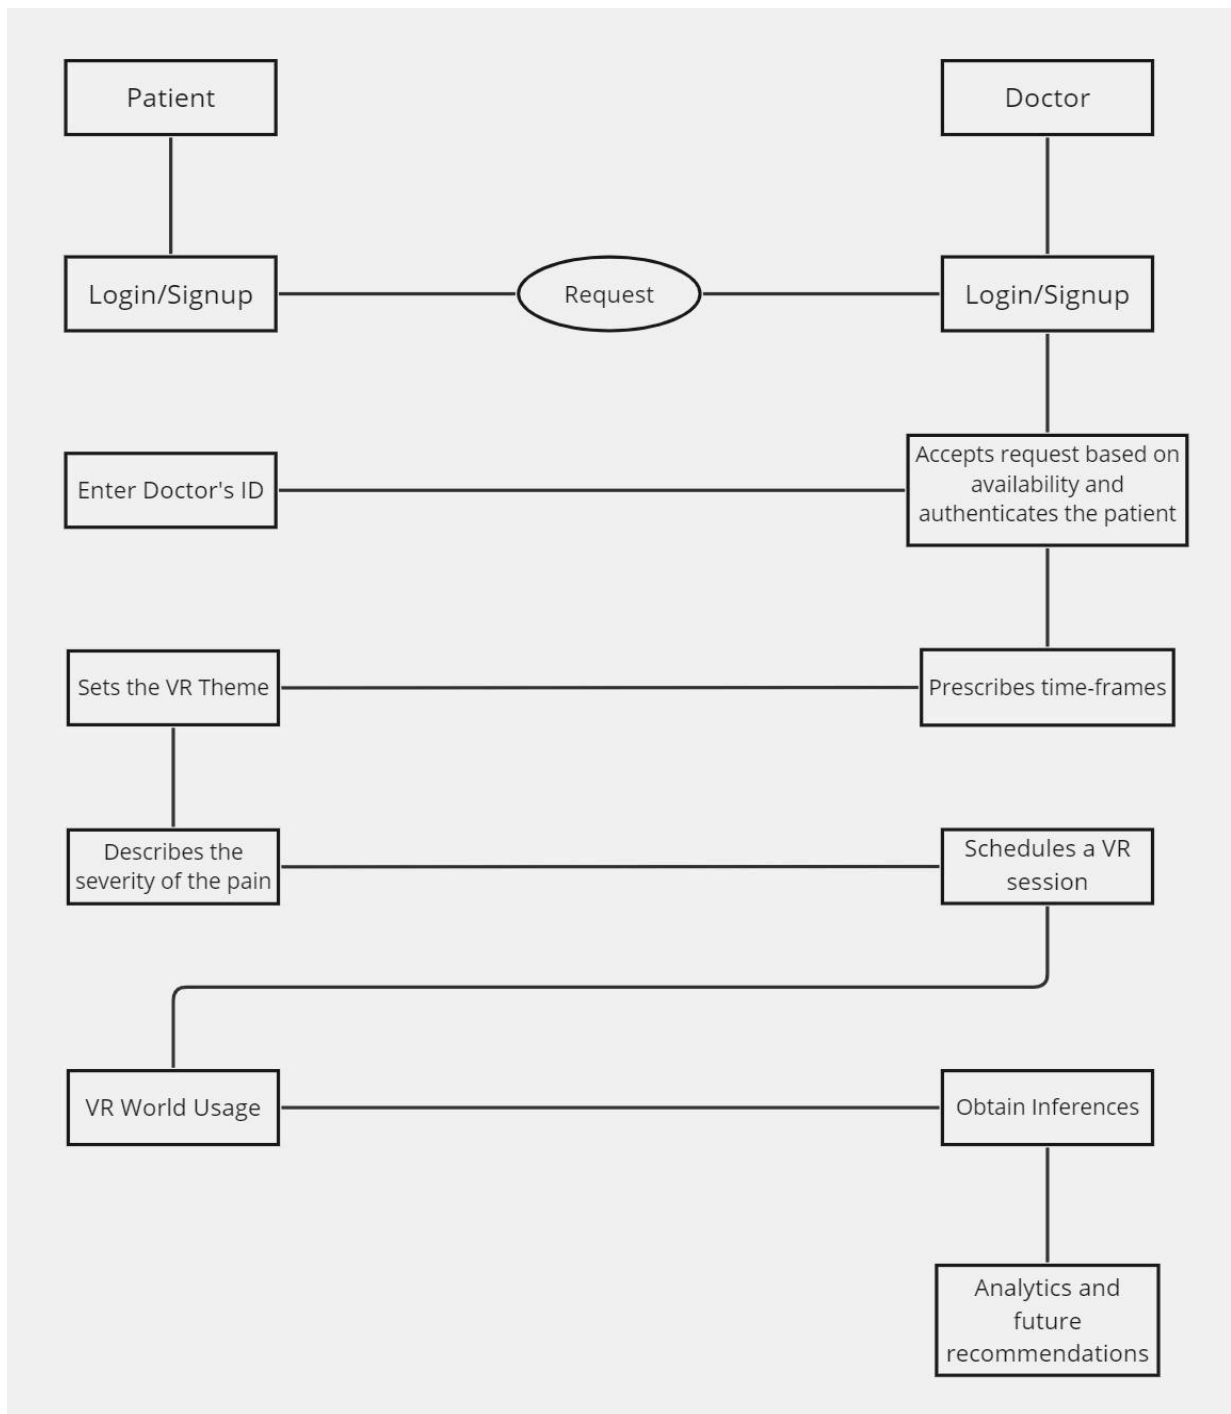 Patient
Doctor
Login/Signup
Request
Login/Signup
Enter Doctor's ID
Accepts request based on
availability and
authenticates the patient
Sets the VR Theme
Prescribes time-frames
Describes the
severity of the pain
Schedules a VR
session
VR World Usage
Obtain Inferences
Analytics and
future
recommendations